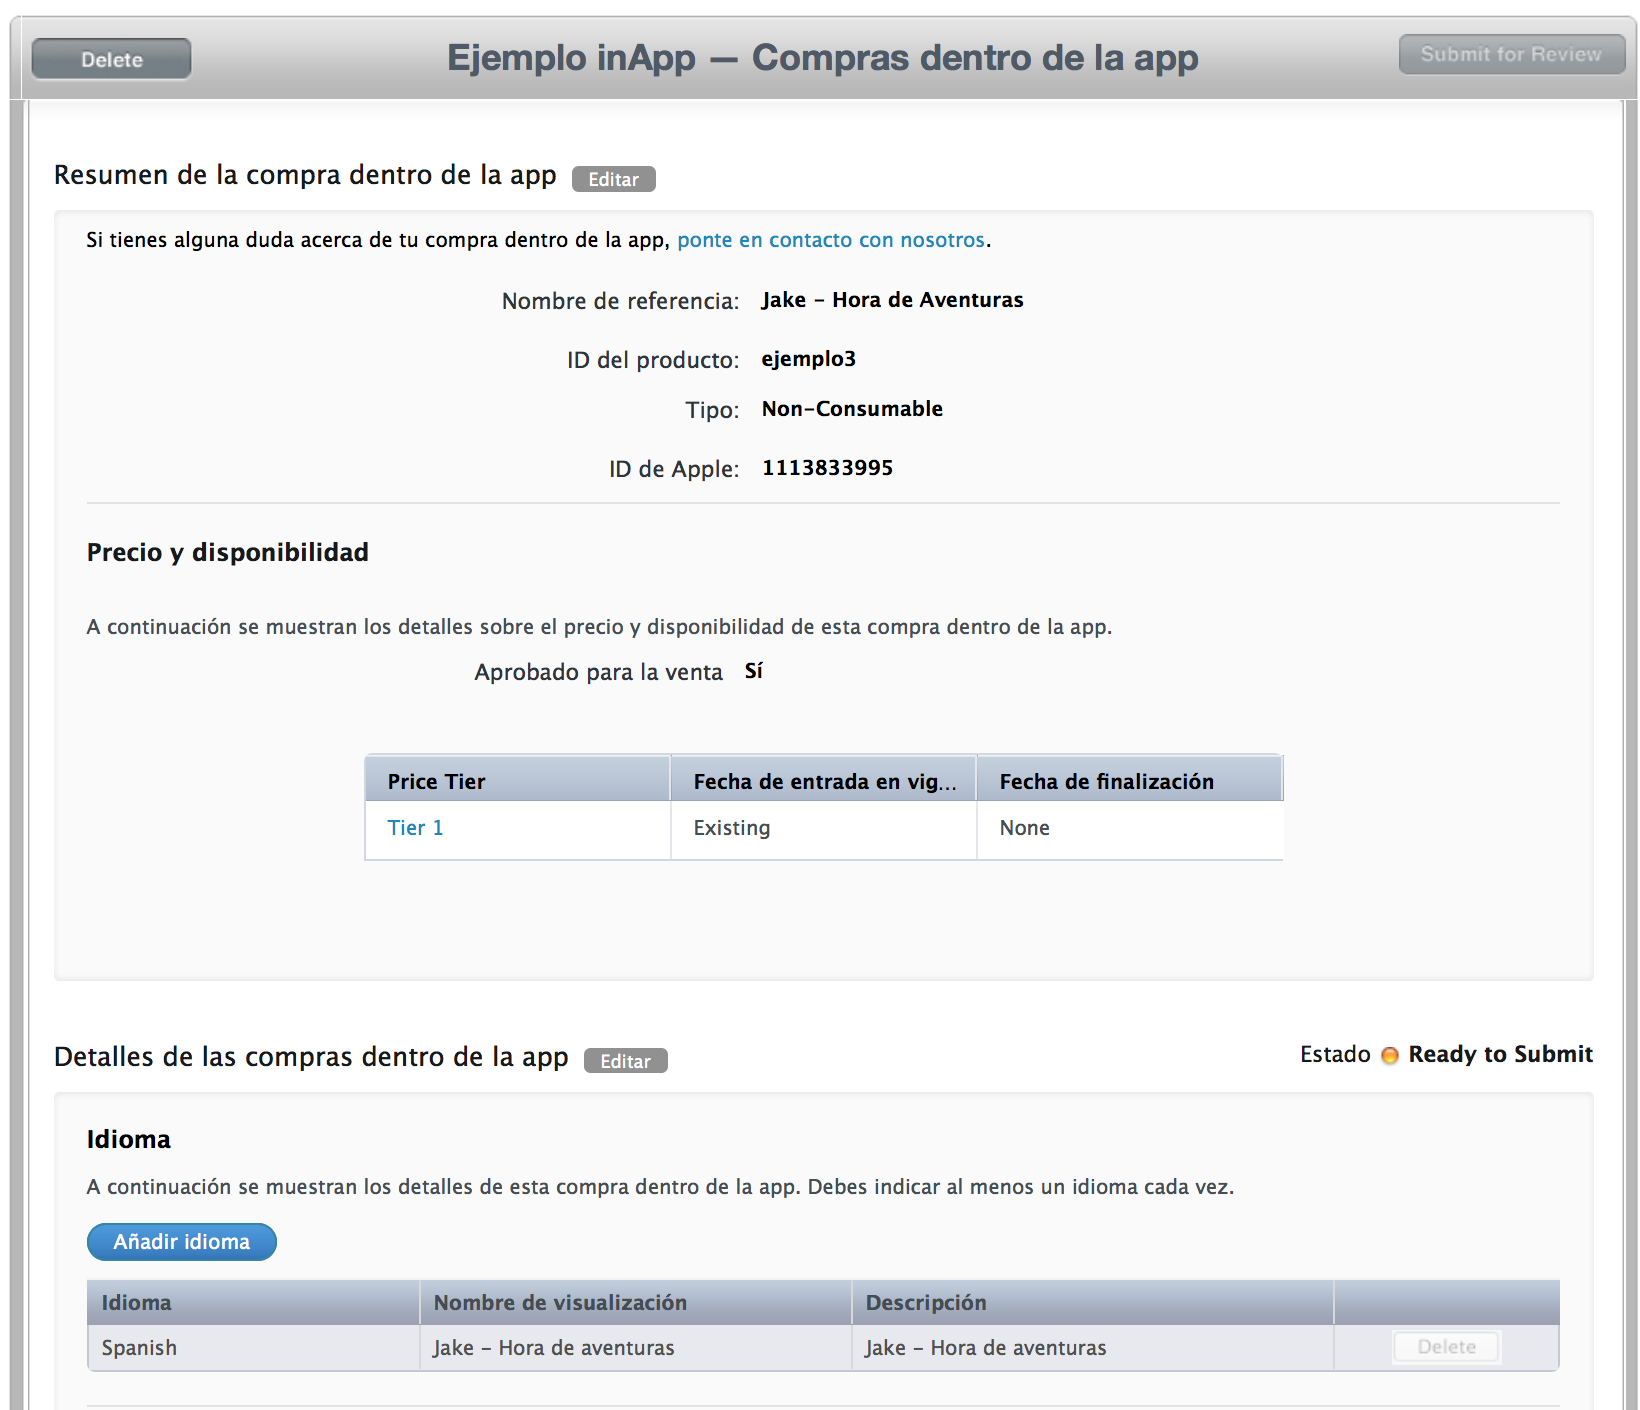 Delete
Ejemplo inApp — Compras dentro de la app
Submit for Review
Resumen de la compra dentro de la app Editar
Si tienes alguna duda acerca de tu compra dentro de la app, ponte en contacto con nosotros.
Nombre de referencia: Jake - Hora de Aventuras
ID del producto: ejemplo3
Tipo: Non-Consumable
ID de Apple: 1113833995
Precio y disponibilidad
A continuación se muestran los detalles sobre el precio y disponibilidad de esta compra dentro de la app.
Aprobado para la venta Sí
Price Tier Fecha de entrada en vig... Fecha de finalización
Tier 1 Existing None
Detalles de las compras dentro de la app Editar Estado Ready to Submit
Idioma
A continuación se muestran los detalles de esta compra dentro de la app. Debes indicar al menos un idioma cada vez.
Añadir idioma
Idioma Nombre de visualización Descripción
Spanish Jake - Hora de aventuras Jake - Hora de aventuras Delete